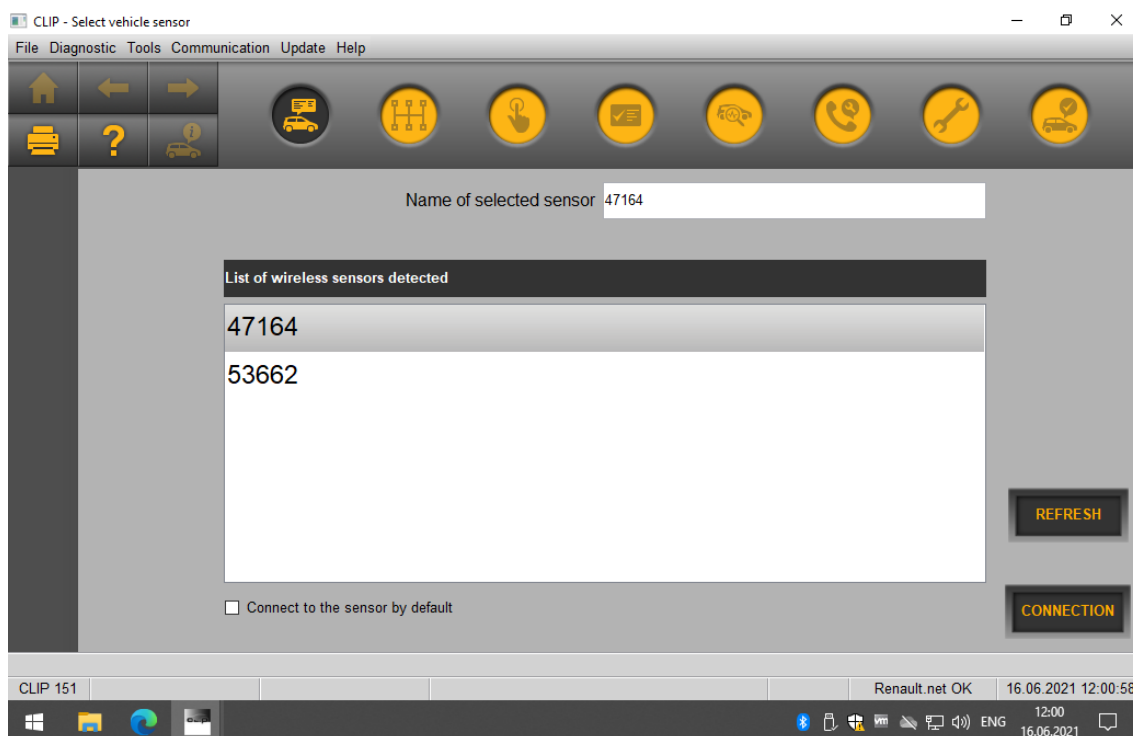 CLIP - Select vehicle sensor
File Diagnostic Tools Communication Update Help
?
Name of selected sensor 47164
List of wireless sensors detected
47164
53662
REFRESH
Connect to the sensor by default
CONNECTION
CLIP 151 Renault.net OK 16.06.2021 12:00:58
vm ENG 12:00
16.06.2021